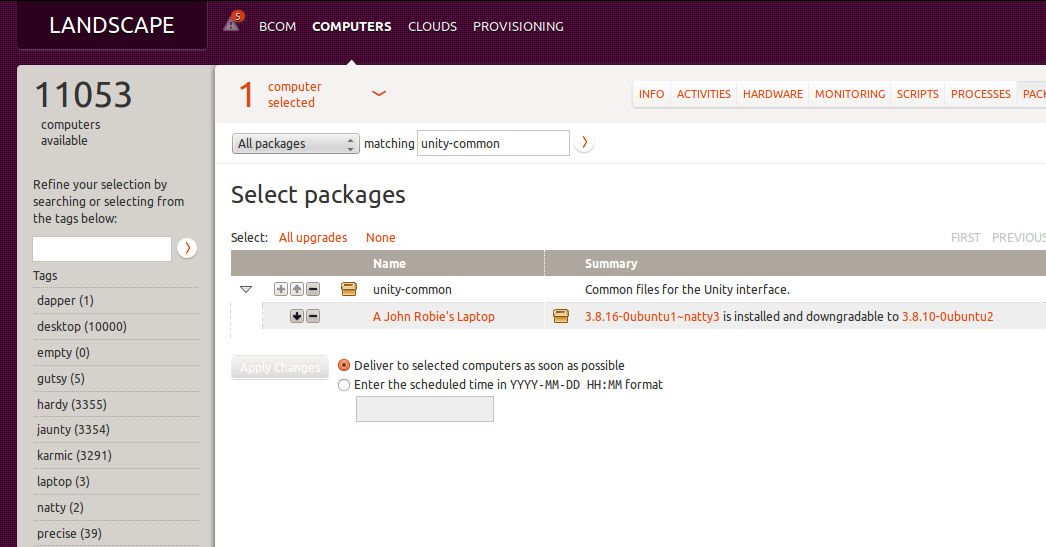 LANDSCAPE
5
BCOM COMPUTERS CLOUDS PROVISIONING
11053
computers
available
Refine your selection by
searching or selecting from
the tags below:
Tags
dapper (1)
desktop (10000)
empty (0)
gutsy (5)
hardy (3355)
jaunty (3354)
karmic (3291)
laptop (3)
natty (2)
precise (39)
1 computer
selected
INFO ACTIVITIES HARDWARE MONITORING SCRIPTS PROCESSES PACK
All packages matching unity-common
Select packages
Select: All upgrades None FIRST PREVIOUS
Name Summary
unity-common Common files for the Unity interface.
A John Robie's Laptop 3.8.16-0ubuntu1~natty3 is installed and downgradable to 3.8.10-0ubuntu2
Apply Changes Deliver to selected computers as soon as possible
Enter the scheduled time in YYYY-MM-DD HH:MM format